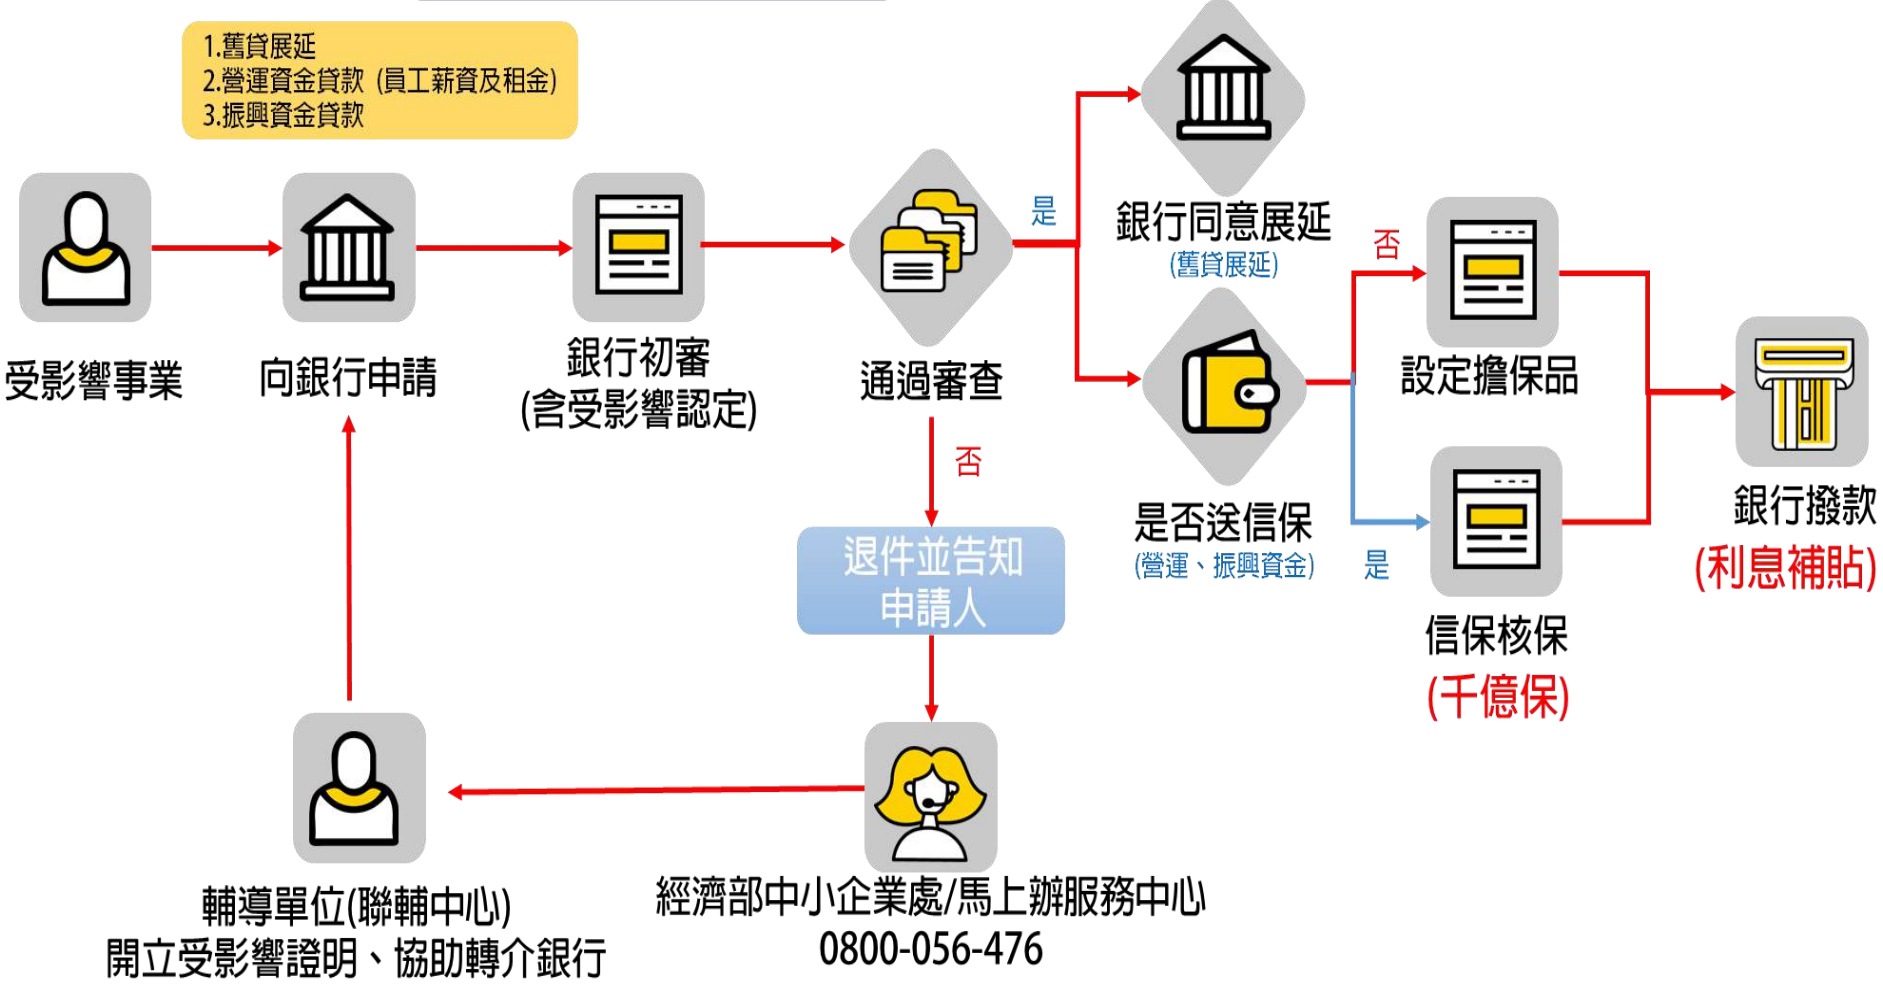 1.舊貸展延
2.營運資金貸款 (員工薪資及租金)
3.振興資金貸款
受影響事業
向銀行申請
銀行初審
(含受影響認定)
通過審查
是
銀行同意展延
(舊貸展延)
否
退件並告知
申請人
是否送信保
(營運、振興資金)
否
設定擔保品
是
信保核保
(千億保)
銀行撥款
(利息補貼)
經濟部中小企業處/馬上辦服務中心
0800-056-476
輔導單位(聯輔中心)
開立受影響證明、協助轉介銀行